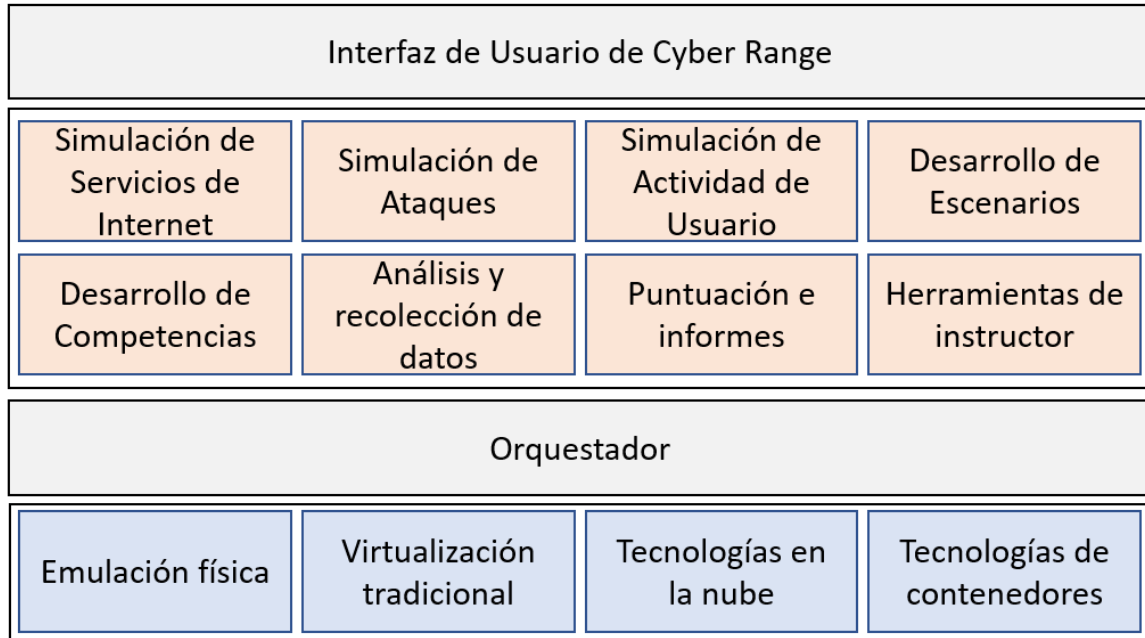 Interfaz de Usuario de Cyber Range
Simulación de
Servicios de
Internet
Simulación de
Ataques
Simulación de
Actividad de
Usuario
Desarrollo de
Escenarios
Desarrollo de
Competencias
Análisis y
recolección de
datos
Puntuación e
informes
Herramientas de
instructor
Orquestador
Emulación física
Virtualización
tradicional
Tecnologías en
la nube
Tecnologías de
contenedores